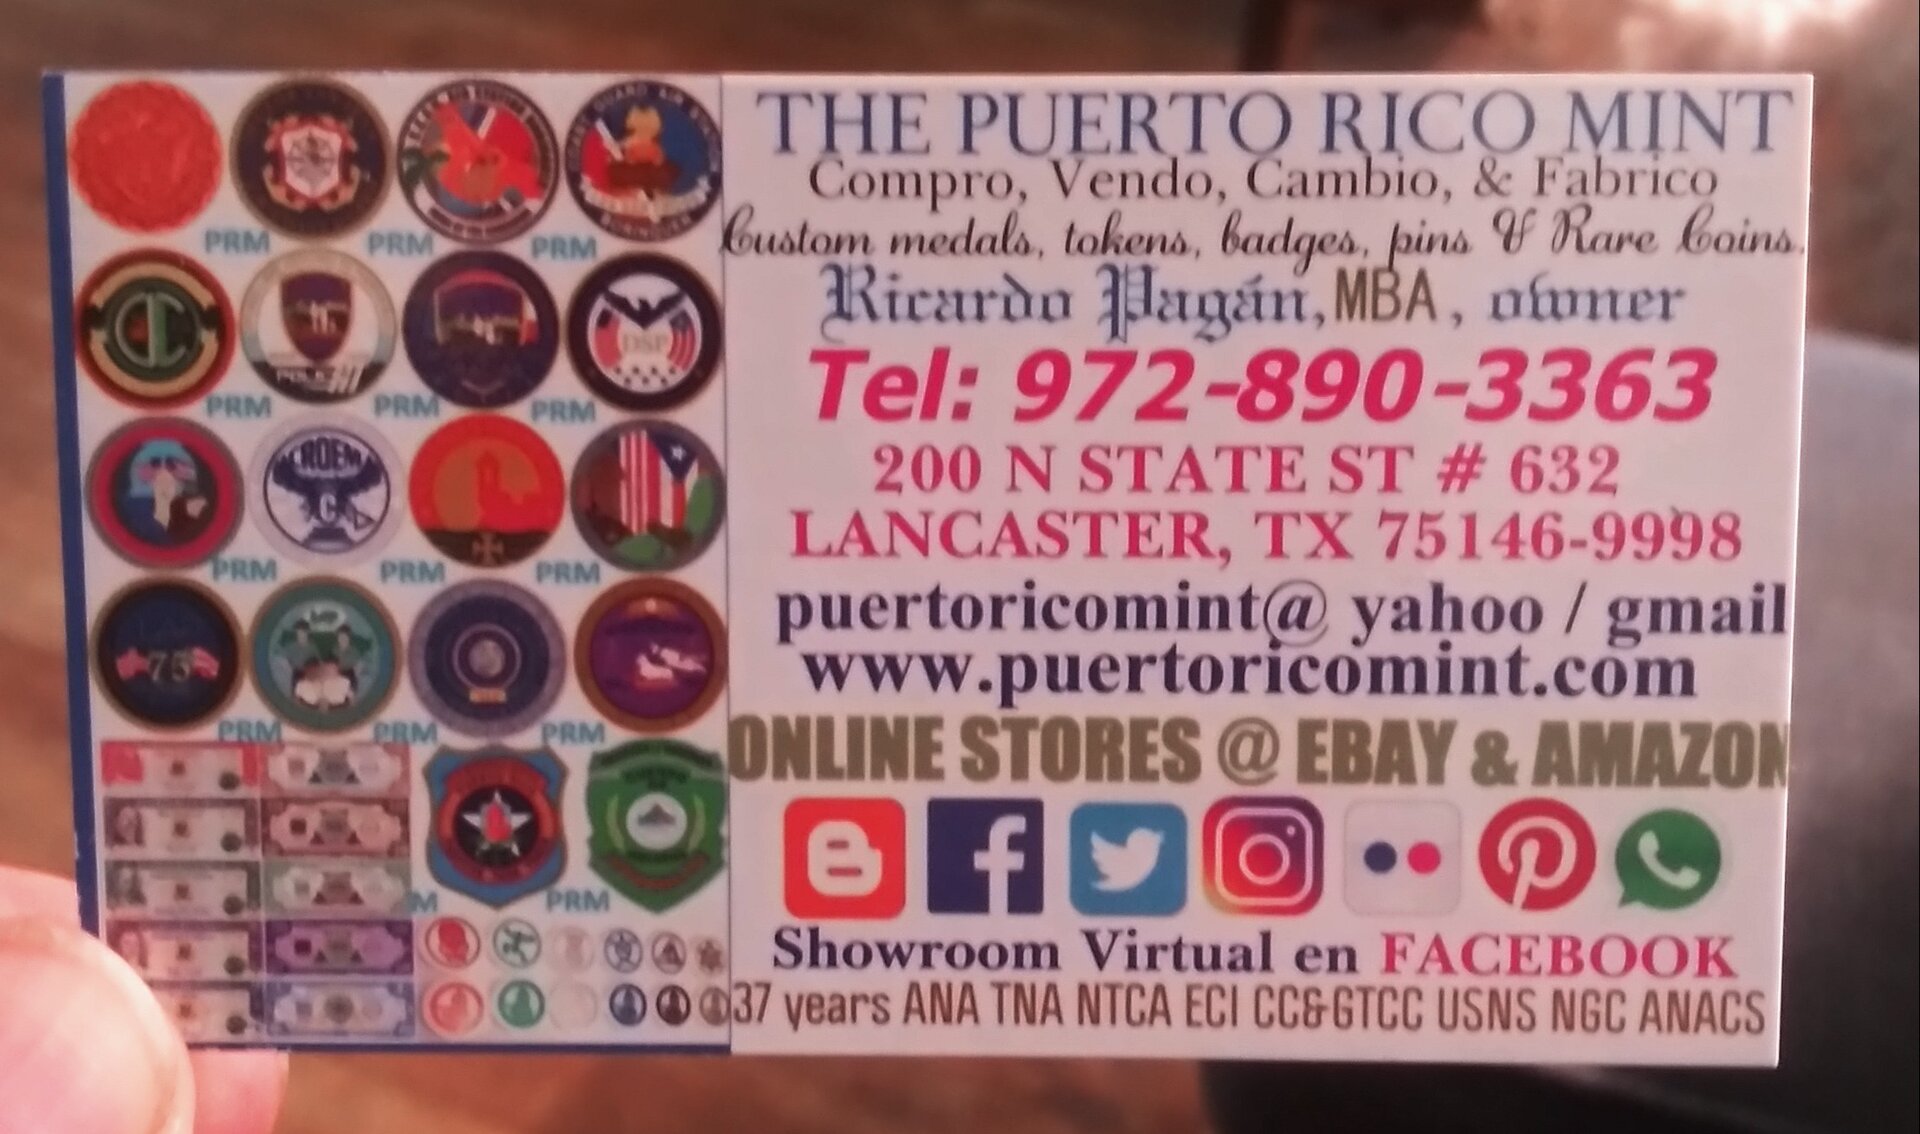 THE PUERTO RICO MINT
Compro, Vendo, Cambio, & Fabrico
Custom medals, tokens, badges, pins & Rare Coins.
Ricardo Pagán, MBA, owner
Tel: 972-890-3363
200 N STATE ST # 632
LANCASTER, TX 75146-9998
puertoricomint@ yahoo / gmail
www.puertoricomint.com
ONLINE STORES @ EBAY & AMAZON
Showroom Virtual en FACEBOOK
37 years ANA TNA NTCA ECI CC&GTCC USNS NGC ANACS
PRM PRM PRM
DSP
PRM PRM PRM
CROEM
C
PRM PRM PRM
75
PRM PRM PRM
PRM